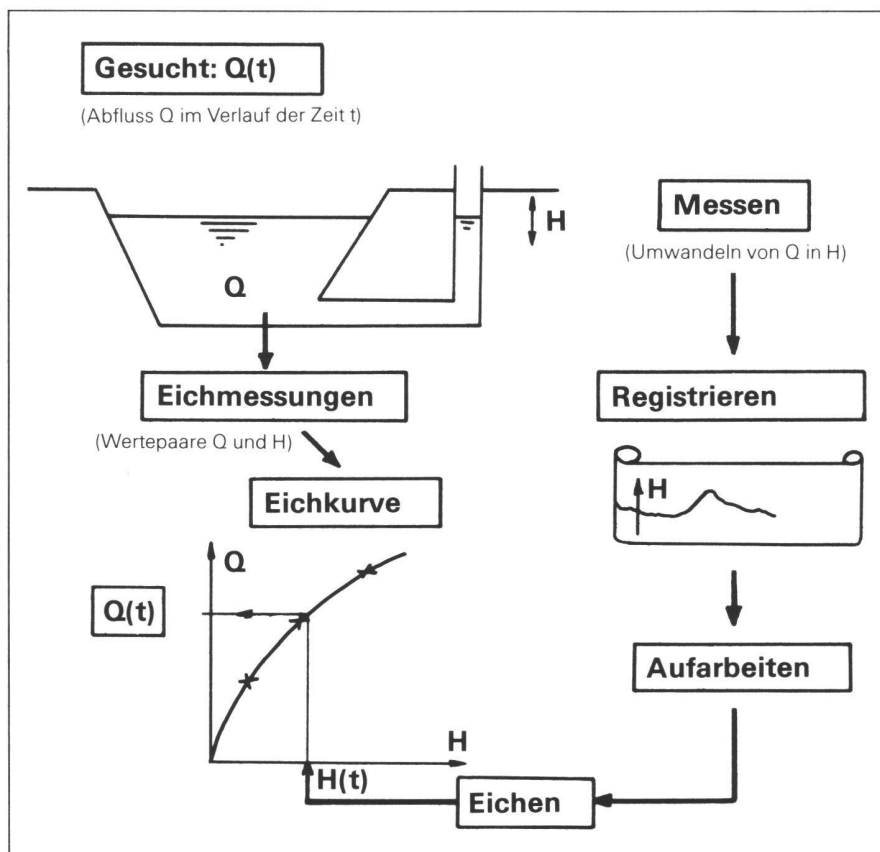 Gesucht: Q(t)
(Abfluss Q im Verlauf der Zeit t)
H
Q
Messen
(Umwandeln von Q in H)
Eichmessungen
(Wertepaare Q und H)
Eichkurve
Registrieren
H
Q
Q(t)
H
H(t)
Aufarbeiten
Eichen